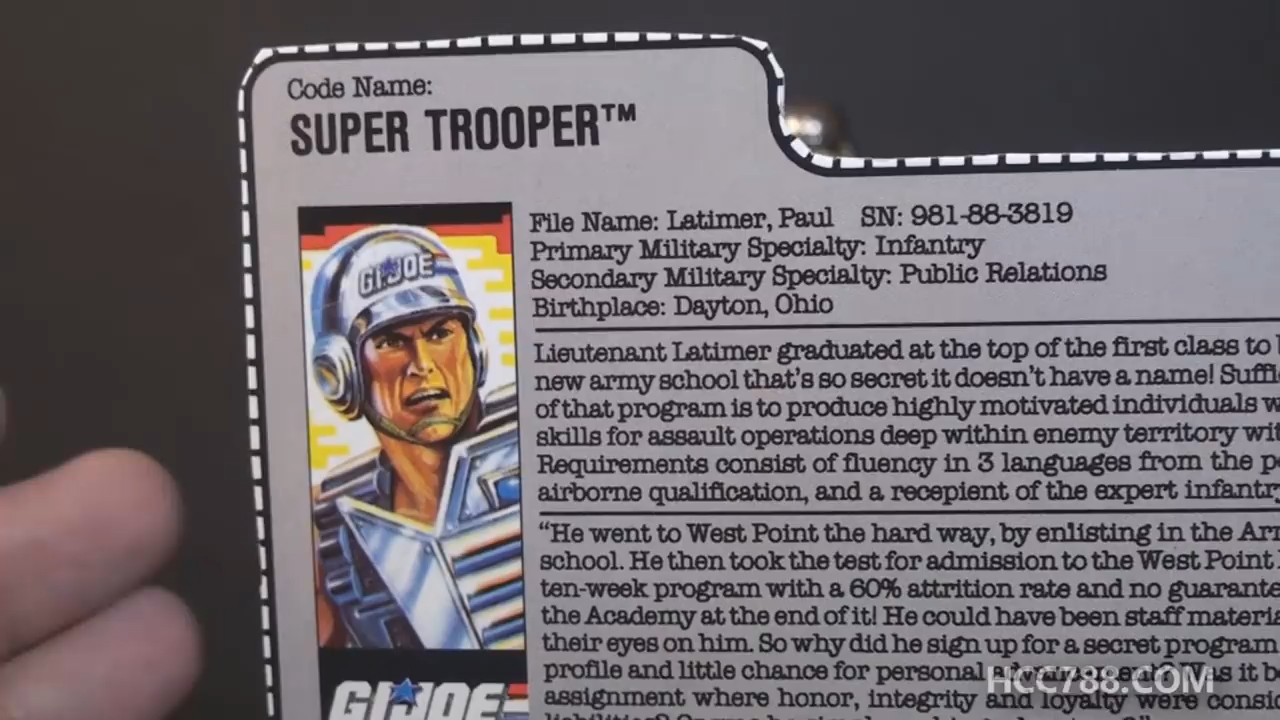 Code Name:
SUPER TROOPER™
GI JOE
File Name: Latimer, Paul SN: 981-88-3819
Primary Military Specialty: Infantry
Secondary Military Specialty: Public Relations
Birthplace: Dayton, Ohio
Lieutenant Latimer graduated at the top of the first class to
new army school that's so secret it doesn't have a name!
of that program is to produce highly motivated individuals
skills for assault operations deep within enemy territory
Requirements consist of fluency in 3 languages from the
airborne qualification, and a recepient of the expert infantry
"He went to West Point the hard way, by enlisting in the
school. He then took the test for admission to the West Point
ten-week program with a 60% attrition rate and no
the Academy at the end of it! He could have been staff
their eyes on him. So why did he sign up for a secret program
profile and little chance for personal advancement? Was it
assignment where honor, integrity and loyalty were
GI JOE
HCC788.COM